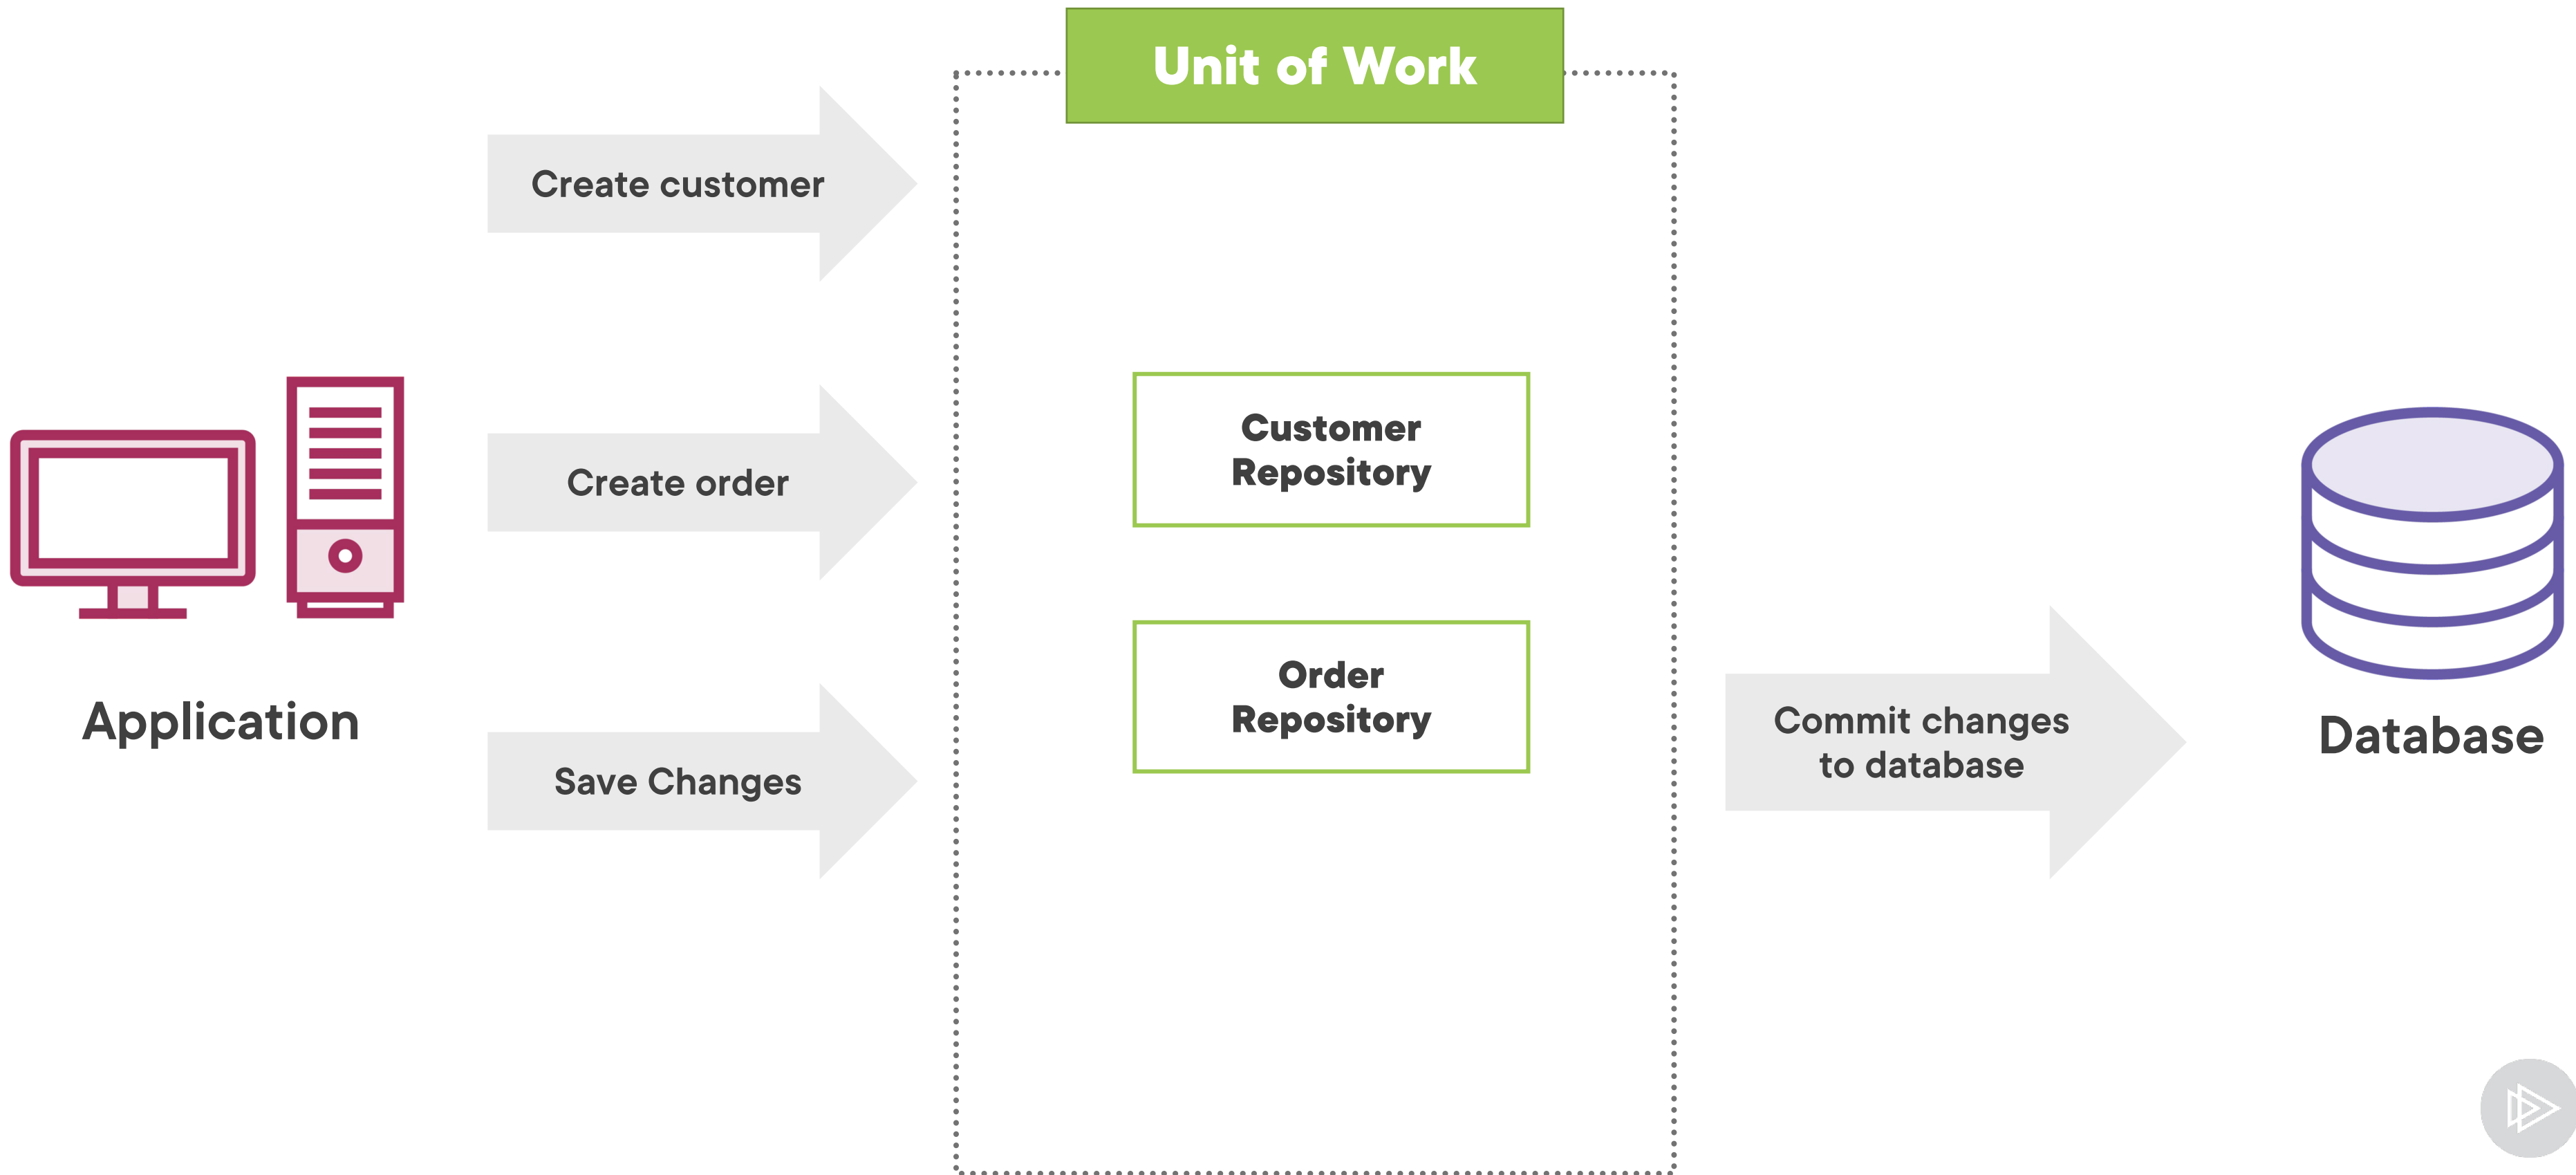 Unit of Work
Create customer
Create order
Save Changes
Application
Customer
Repository
Order
Repository
Commit changes
to database
Database